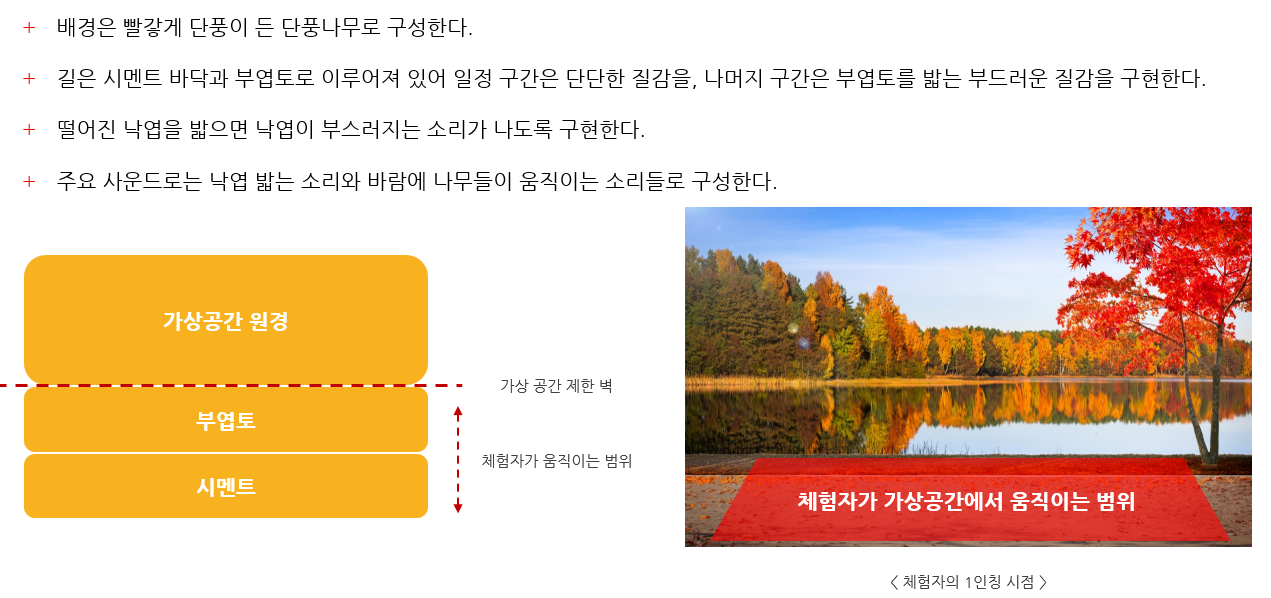 + 배경은 빨갛게 단풍이 든 단풍나무로 구성한다.
+ 길은 시멘트 바닥과 부엽토로 이루어져 있어 일정 구간은 단단한 질감을, 나머지 구간은 부엽토를 밟는 부드러운 질감을 구현한다.
+ 떨어진 낙엽을 밟으면 낙엽이 부스러지는 소리가 나도록 구현한다.
+ 주요 사운드로는 낙엽 밟는 소리와 바람에 나무들이 움직이는 소리들로 구성한다.
가상공간 원경
가상 공간 제한 벽
부엽토
체험자가 움직이는 범위
시멘트
체험자가 가상공간에서 움직이는 범위
< 체험자의 1인칭 시점 >